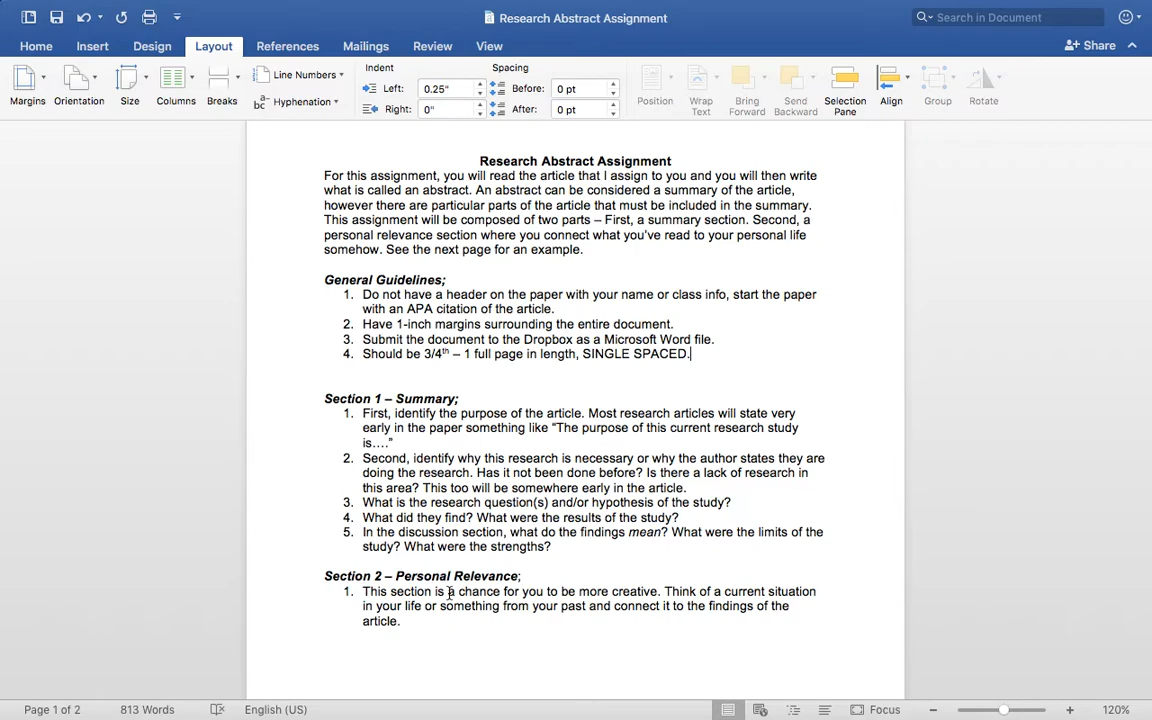 Research Abstract Assignment
Search in Document
Home Insert Design Layout References Mailings Review View Share
Margins Orientation Size Columns Breaks Line Numbers Hyphenation
Indent Spacing
Left: 0.25" Before: 0 pt
Right: 0" After: 0 pt
Position Wrap Text Bring Forward Send Backward Selection Pane Align Group Rotate
Research Abstract Assignment
For this assignment, you will read the article that I assign to you and you will then write
what is called an abstract. An abstract can be considered a summary of the article,
however there are particular parts of the article that must be included in the summary.
This assignment will be composed of two parts – First, a summary section. Second, a
personal relevance section where you connect what you've read to your personal life
somehow. See the next page for an example.
General Guidelines;
1. Do not have a header on the paper with your name or class info, start the paper
with an APA citation of the article.
2. Have 1-inch margins surrounding the entire document.
3. Submit the document to the Dropbox as a Microsoft Word file.
4. Should be 3/4th – 1 full page in length, SINGLE SPACED.
Section 1 – Summary;
1. First, identify the purpose of the article. Most research articles will state very
early in the paper something like “The purpose of this current research study
is….”
2. Second, identify why this research is necessary or why the author states they are
doing the research. Has it not been done before? Is there a lack of research in
this area? This too will be somewhere early in the article.
3. What is the research question(s) and/or hypothesis of the study?
4. What did they find? What were the results of the study?
5. In the discussion section, what do the findings mean? What were the limits of the
study? What were the strengths?
Section 2 – Personal Relevance;
1. This section is a chance for you to be more creative. Think of a current situation
in your life or something from your past and connect it to the findings of the
article.
Page 1 of 2 813 Words English (US) Focus 120%